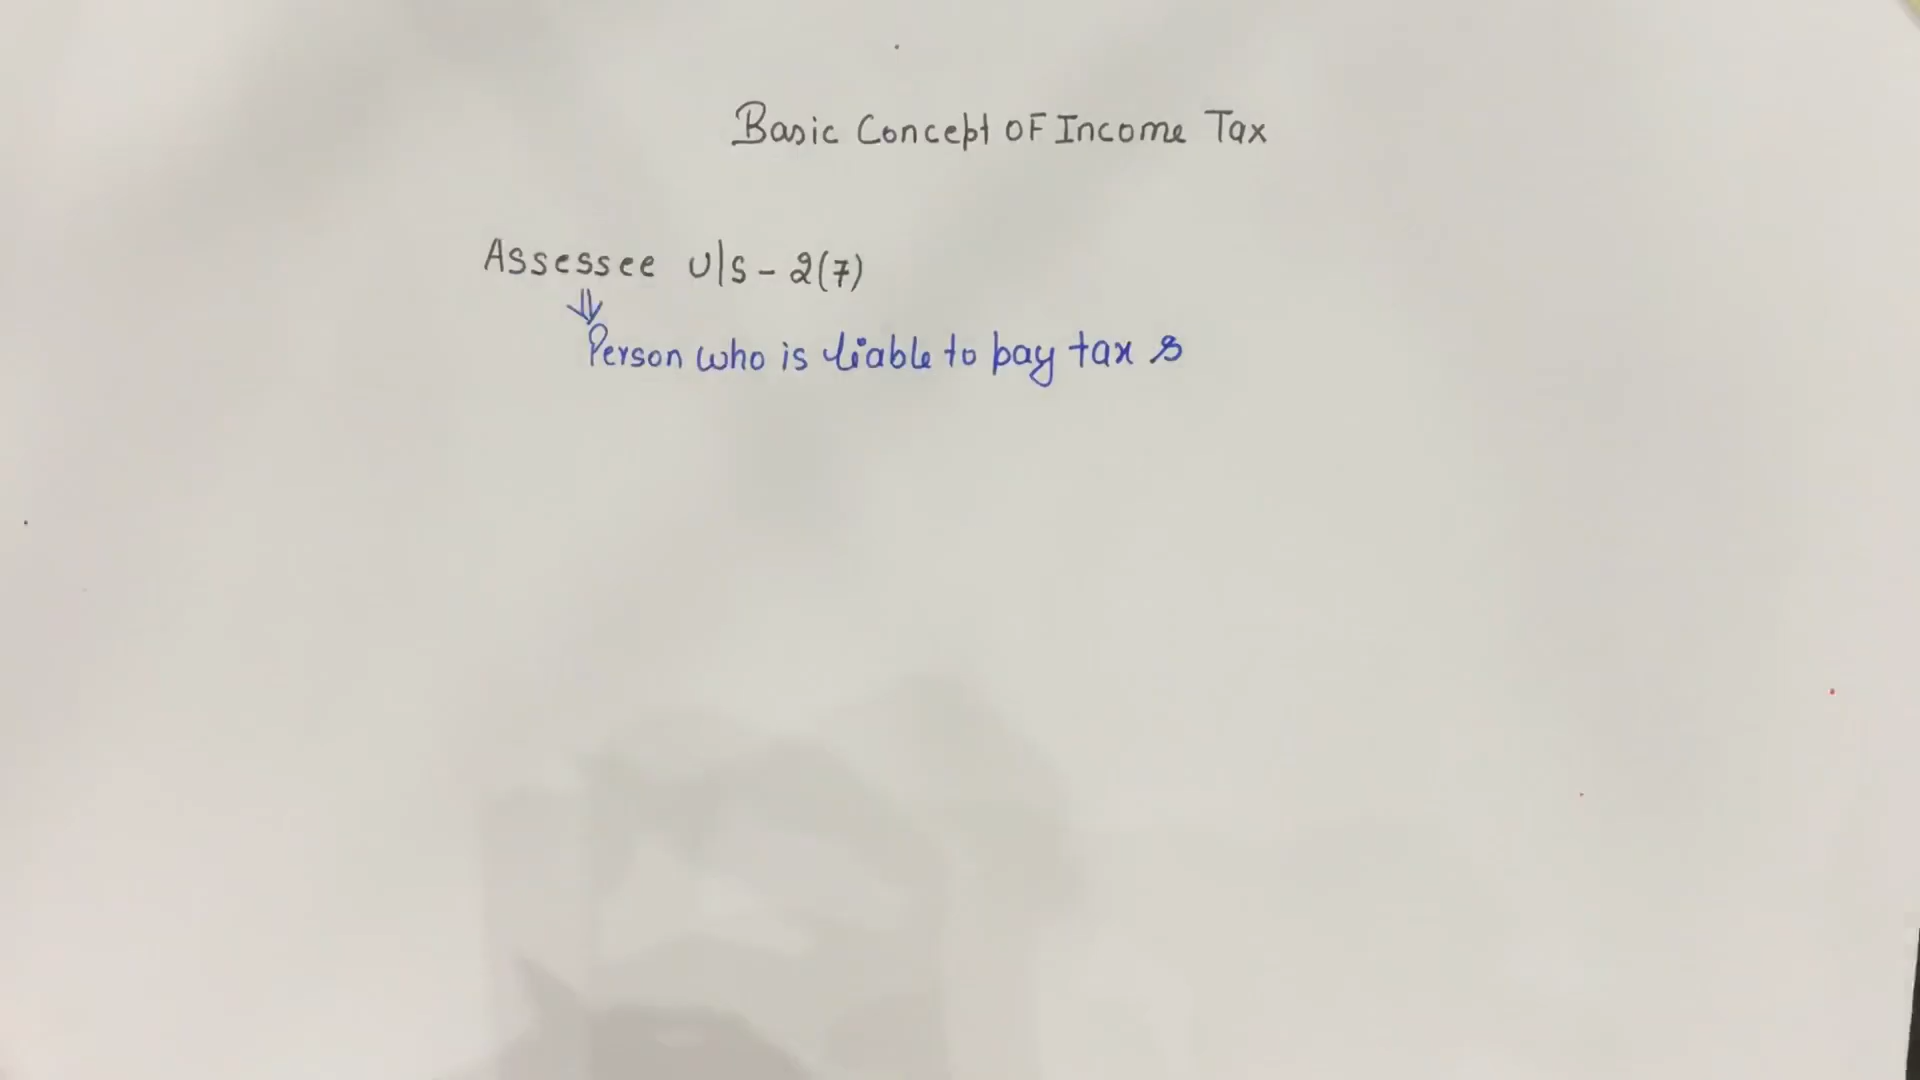 Basic Concept OF Income Tax
Assessee U/S - 2(7)
Person who is liable to pay tax